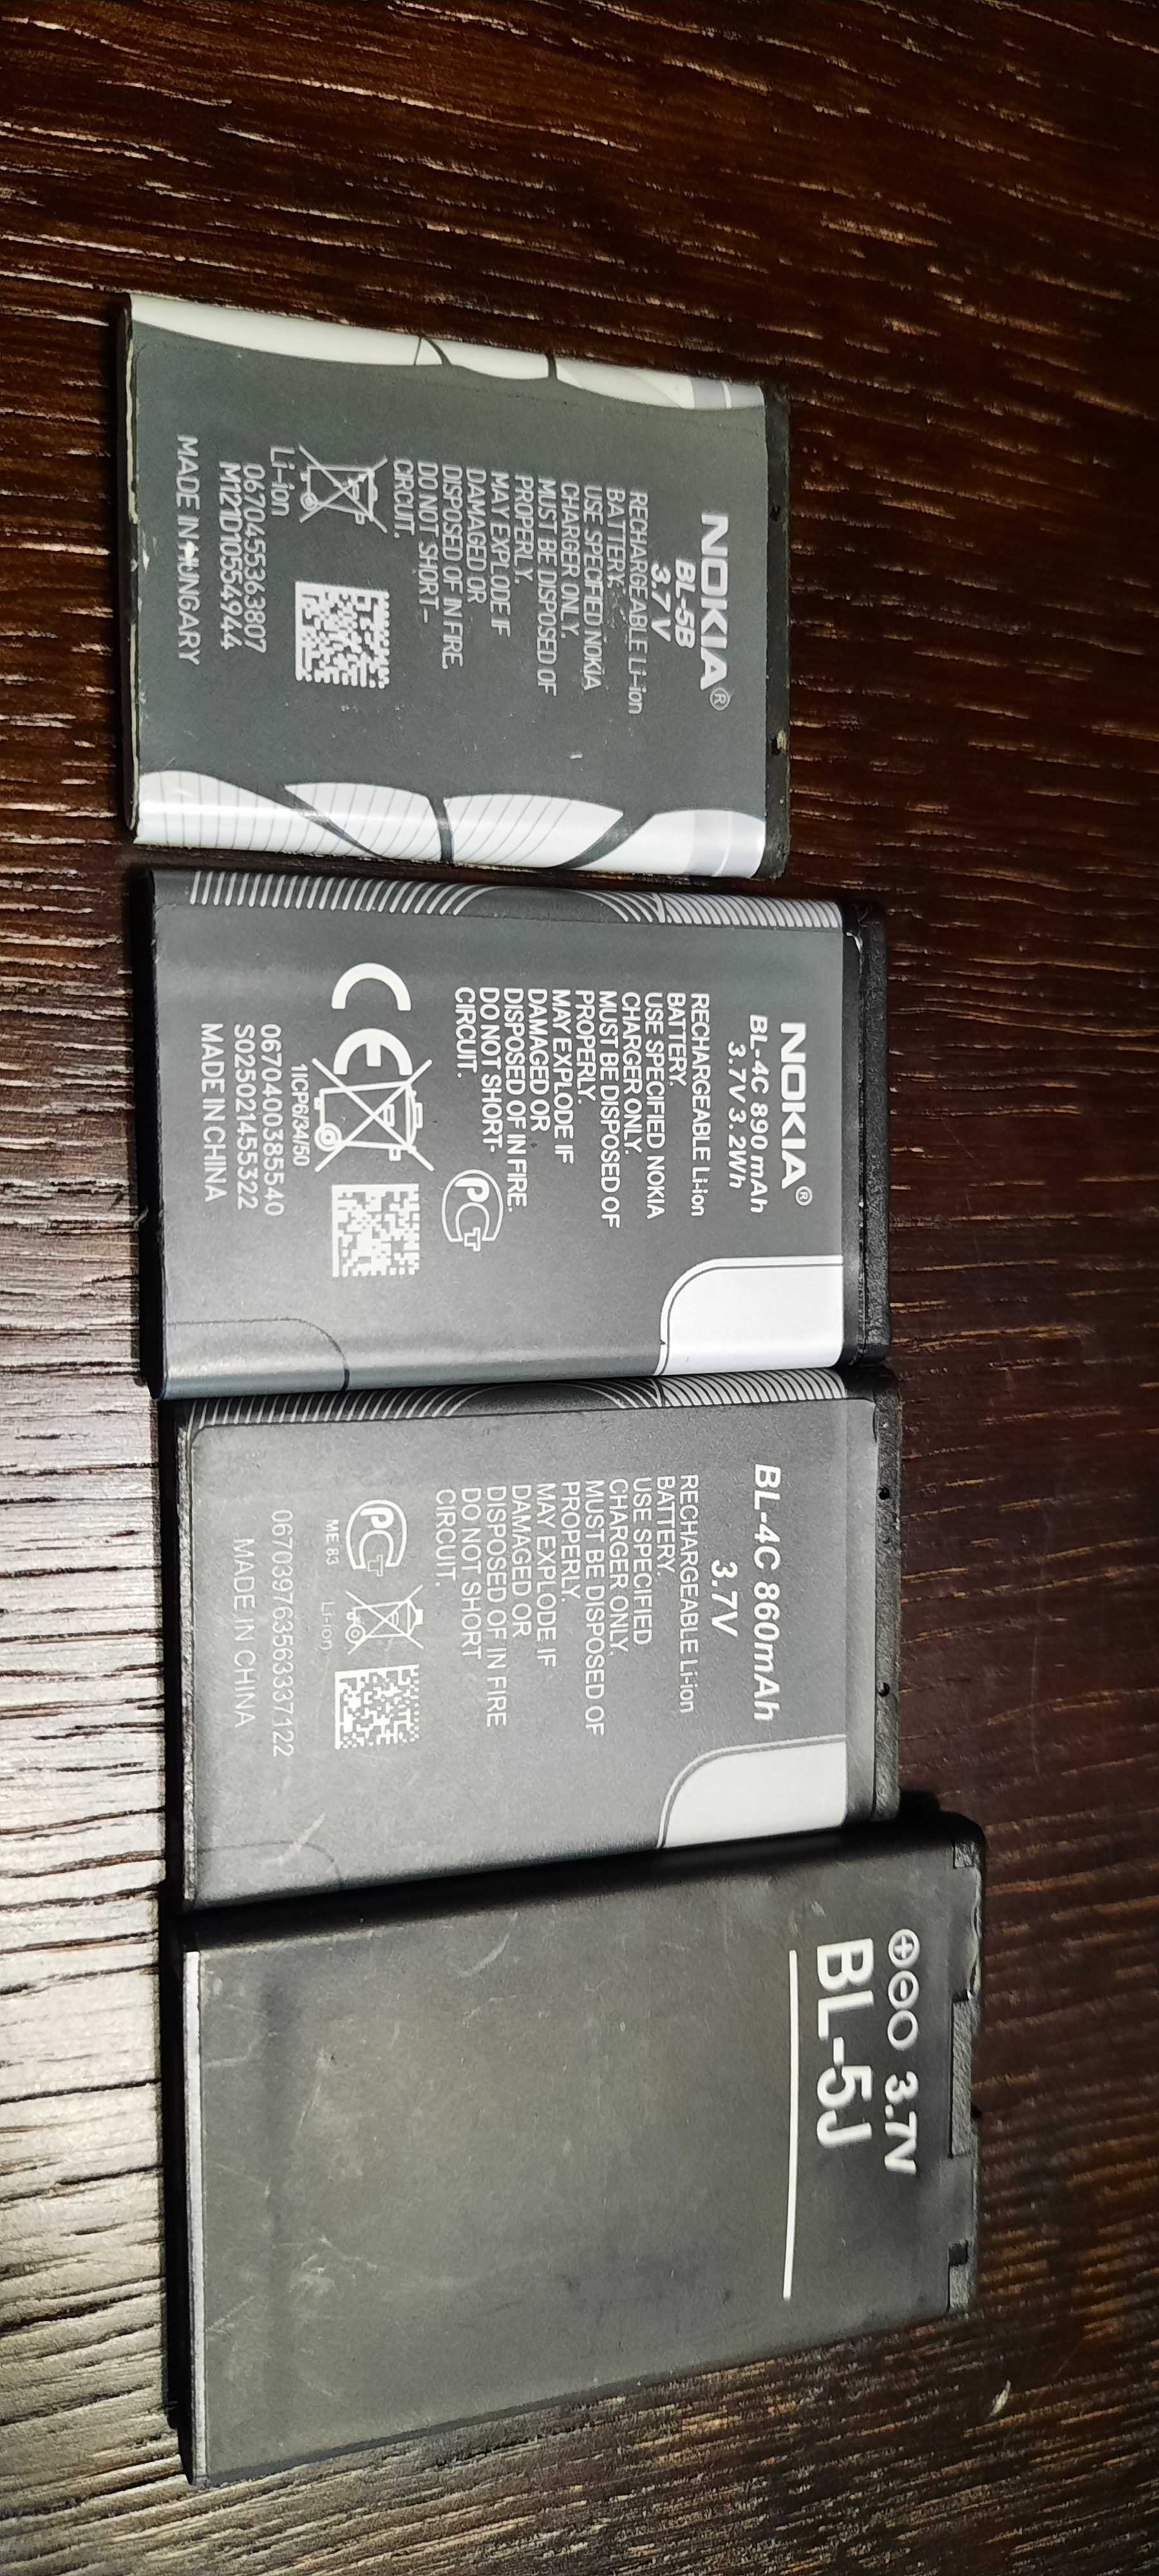 NOKIA®
BL-5B
3.7V
RECHARGEABLE Li-ion
BATTERY.
USE SPECIFIED NOKIA
CHARGER ONLY.
MUST BE DISPOSED OF
PROPERLY.
MAY EXPLODE IF
DAMAGED OR
DISPOSED OF IN FIRE.
DO NOT SHORT-
CIRCUIT.
Li-ion
0670455363807
M121D10554944
MADE IN HUNGARY
NOKIA®
BL-4C 890 mAh
3.7V 3.2Wh
RECHARGEABLE Li-ion
BATTERY.
USE SPECIFIED NOKIA
CHARGER ONLY.
MUST BE DISPOSED OF
PROPERLY.
MAY EXPLODE IF
DAMAGED OR
DISPOSED OF IN FIRE.
DO NOT SHORT-
CIRCUIT.
PCT
CE
1ICP6/34/50
0670400385540
S025021455322
MADE IN CHINA
BL-4C 860mAh
3.7V
RECHARGEABLE Li-ion
BATTERY.
USE SPECIFIED
CHARGER ONLY.
MUST BE DISPOSED OF
PROPERLY.
MAY EXPLODE IF
DAMAGED OR
DISPOSED OF IN FIRE
DO NOT SHORT
CIRCUIT.
PCT
ME 83
Li-ion
0670397635633337122
MADE IN CHINA
⊕⊖○ 3.7V
BL-5J